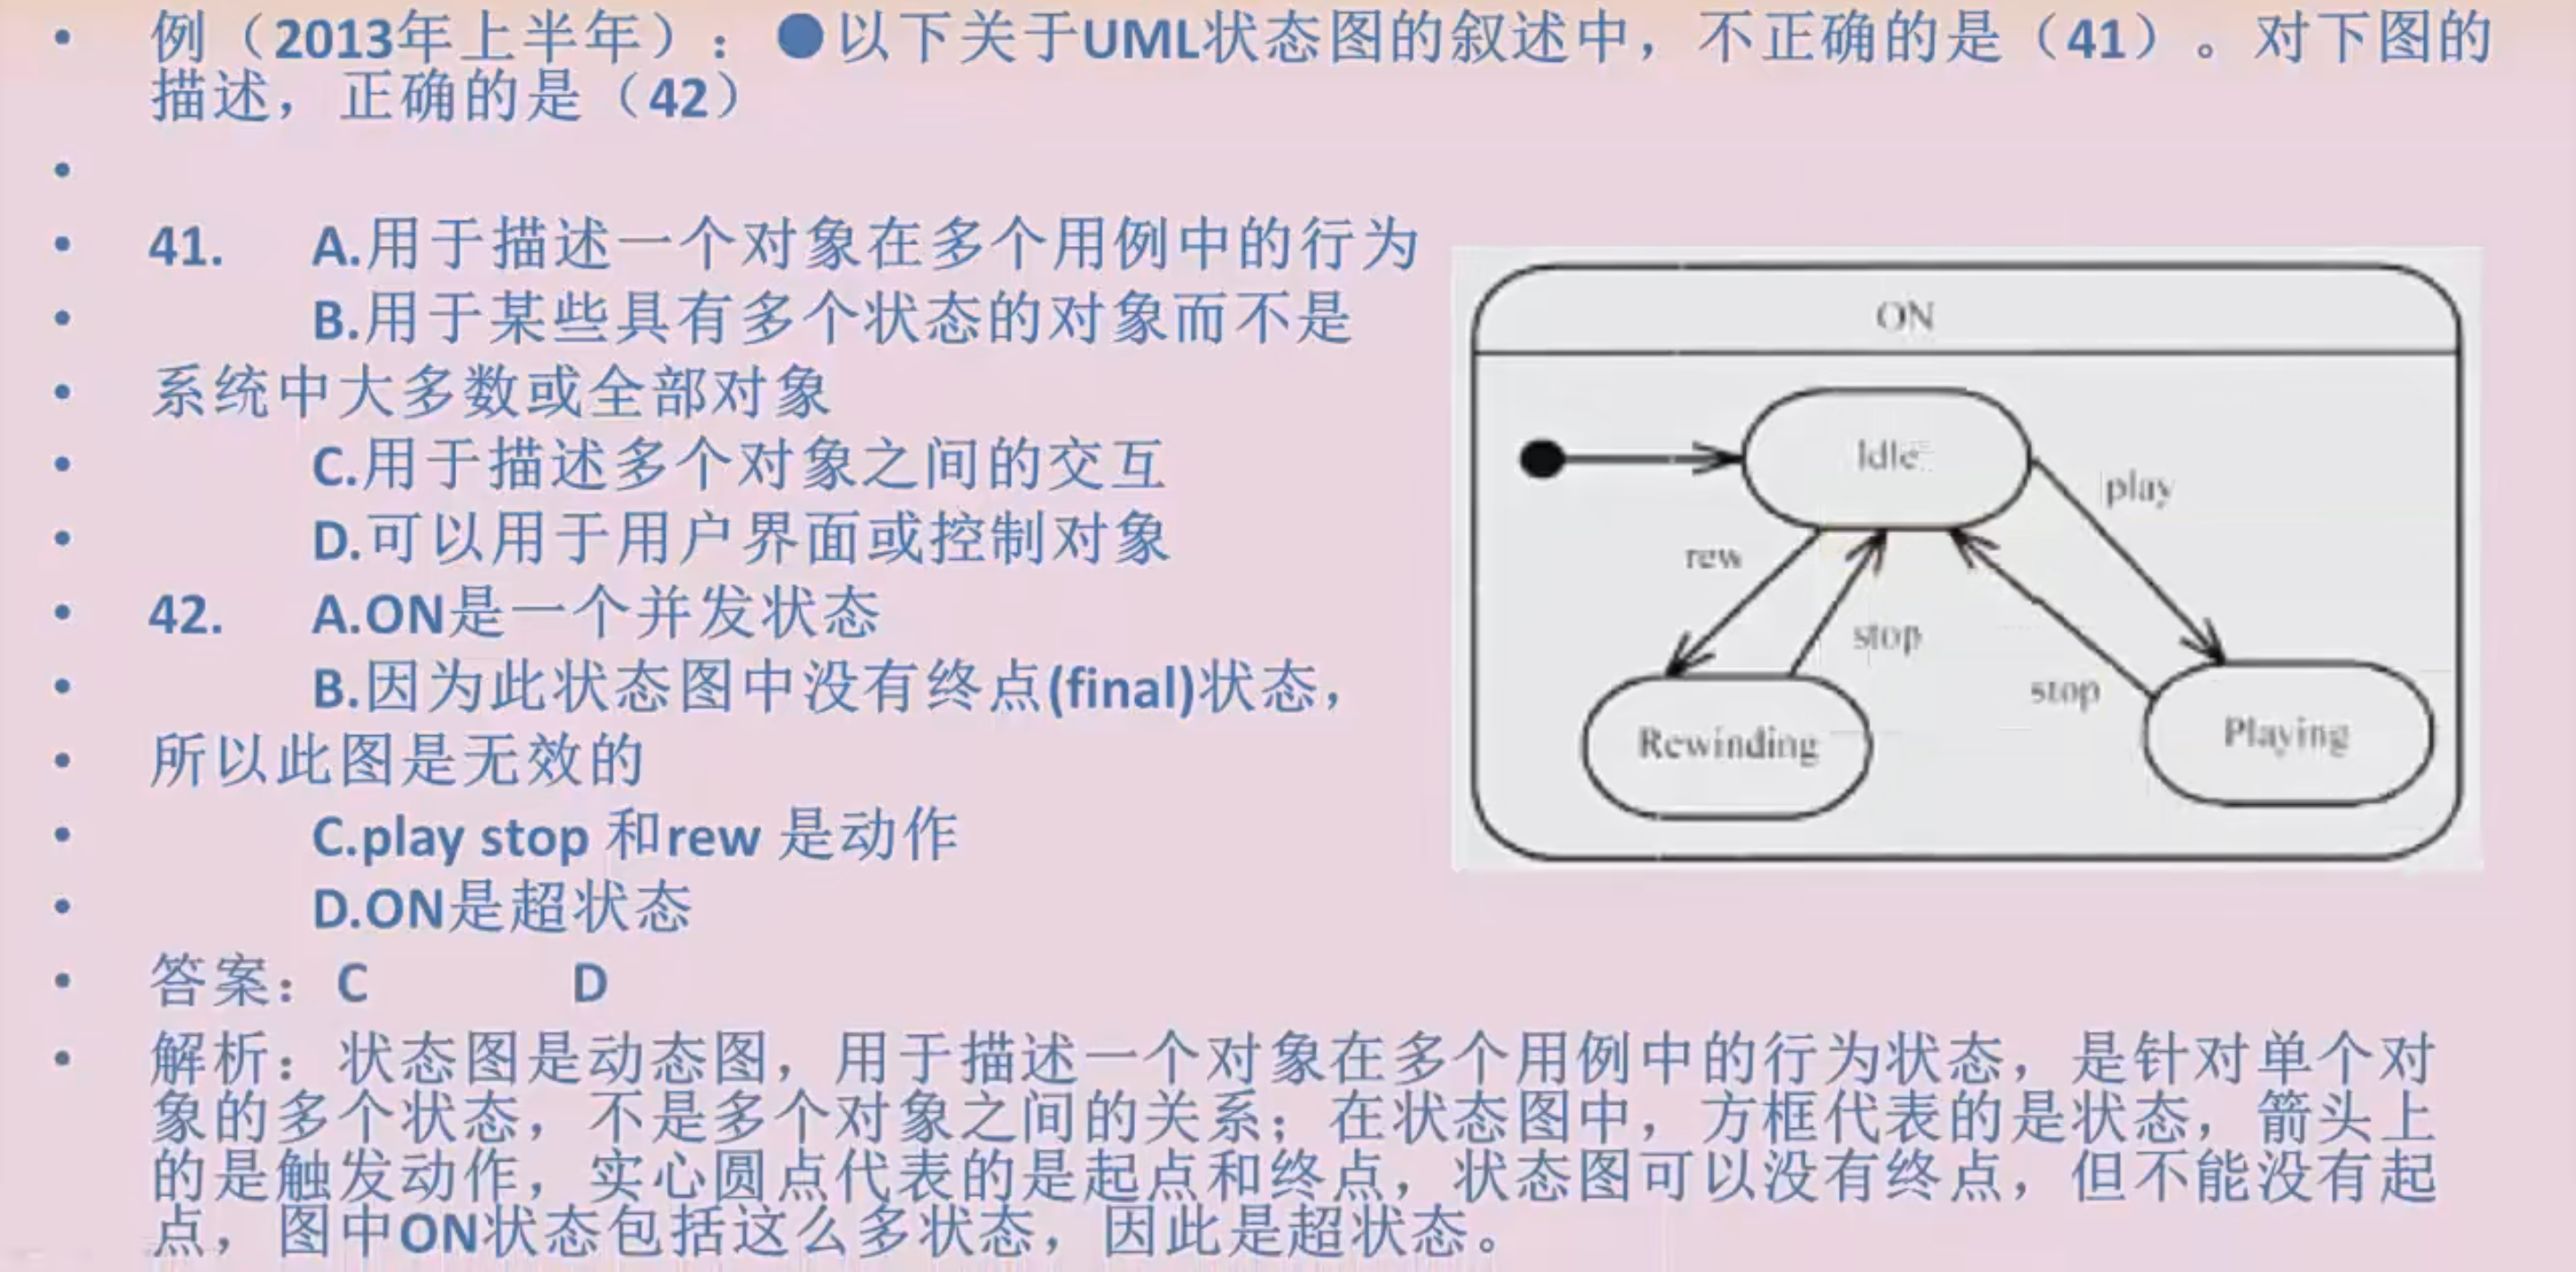 例（2013年上半年）：●以下关于UML状态图的叙述中，不正确的是（41）。对下图的
描述，正确的是（42）
41. A.用于描述一个对象在多个用例中的行为
B.用于某些具有多个状态的对象而不是
系统中大多数或全部对象
C.用于描述多个对象之间的交互
D.可以用于用户界面或控制对象
42. A.ON是一个并发状态
B.因为此状态图中没有终点(final)状态，
所以此图是无效的
C.play stop 和rew 是动作
D.ON是超状态
答案：C D
解析：状态图是动态图，用于描述一个对象在多个用例中的行为状态，是针对单个对
象的多个状态，不是多个对象之间的关系；在状态图中，方框代表的是状态，箭头上
的是触发动作，实心圆点代表的是起点和终点，状态图可以没有终点，但不能没有起
点，图中ON状态包括这么多状态，因此是超状态。
ON
Idle
play
rew
stop
stop
Rewinding
Playing